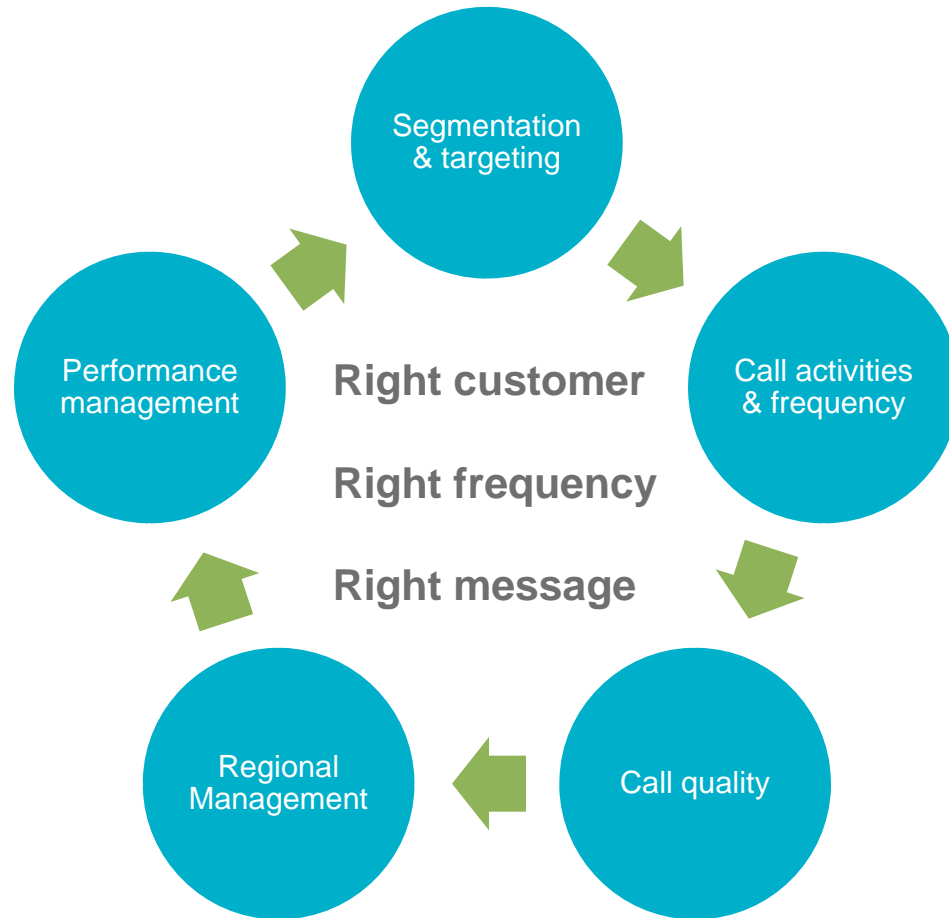 Segmentation
& targeting
Performance
management
Right customer
Call activities
& frequency
Right frequency
Right message
Regional
Management
Call quality